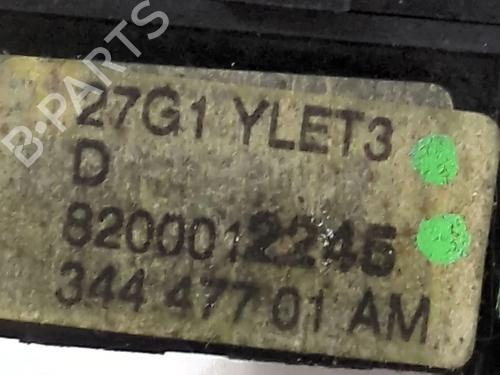 B-PARTS
27G1 YLET3
D
8200012245
344 477 01 AM